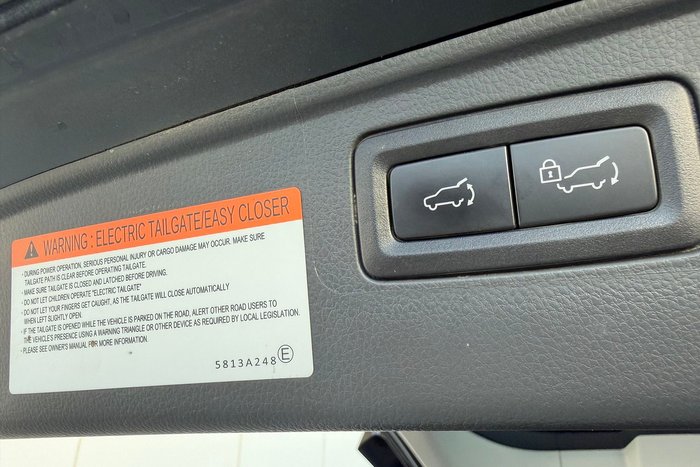 WARNING : ELECTRIC TAILGATE/EASY CLOSER
- DURING POWER OPERATION, SERIOUS PERSONAL INJURY OR CARGO DAMAGE MAY OCCUR. MAKE SURE
TAILGATE PATH IS CLEAR BEFORE OPERATING TAILGATE.
- MAKE SURE TAILGATE IS CLOSED AND LATCHED BEFORE DRIVING.
- DO NOT LET CHILDREN OPERATE "ELECTRIC TAILGATE"
- DO NOT LET YOUR FINGERS GET CAUGHT, AS THE TAILGATE WILL CLOSE AUTOMATICALLY
WHEN LEFT SLIGHTLY OPEN.
- IF THE TAILGATE IS OPENED WHILE THE VEHICLE IS PARKED ON THE ROAD, ALERT OTHER ROAD USERS TO
THE VEHICLE'S PRESENCE USING A WARNING TRIANGLE OR OTHER DEVICE AS REQUIRED BY LOCAL LEGISLATION.
- PLEASE SEE OWNER'S MANUAL FOR MORE INFORMATION.
5813A248 E